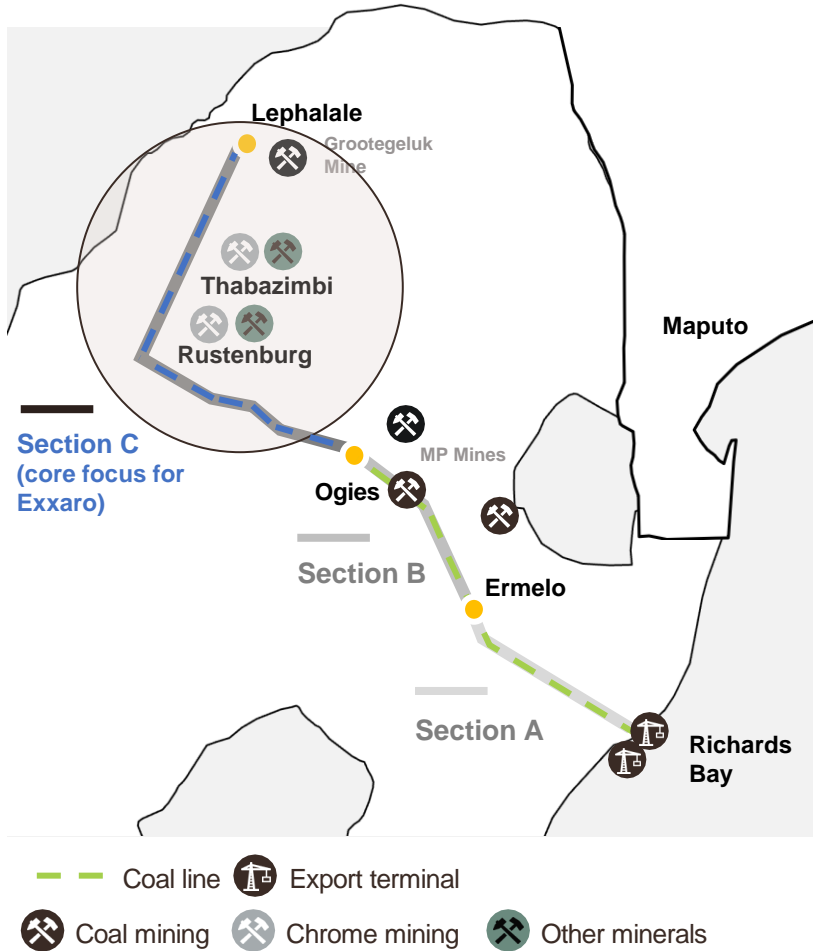 Lephalale
Grootegeluk
Mine
Thabazimbi
Rustenburg
Maputo
Section C
(core focus for
Exxaro)
MP Mines
Ogies
Section B
Ermelo
Section A
Richards
Bay
Coal line
Export terminal
Coal mining
Chrome mining
Other minerals